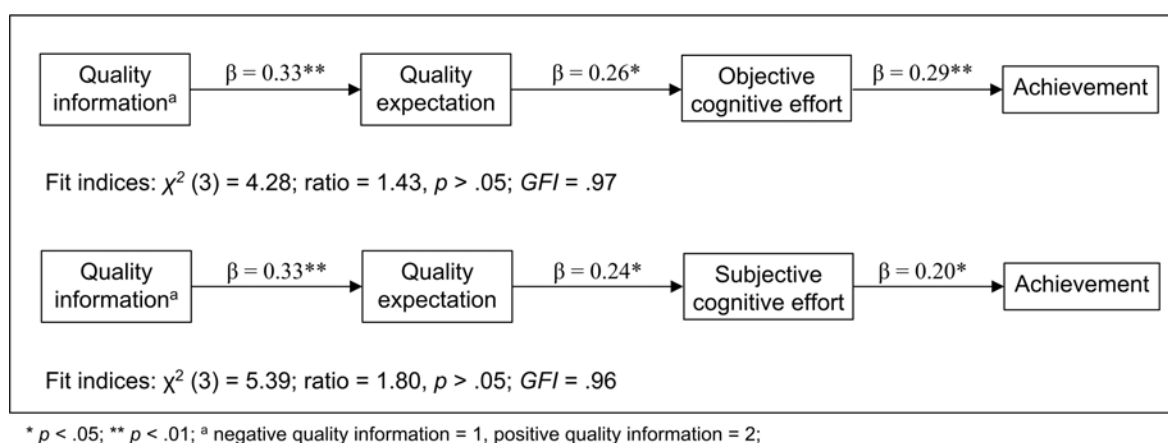 Quality information^a
β = 0.33**
Quality expectation
β = 0.26*
Objective cognitive effort
β = 0.29**
Achievement
Fit indices: χ² (3) = 4.28; ratio = 1.43, p > .05; GFI = .97
Quality information^a
β = 0.33**
Quality expectation
β = 0.24*
Subjective cognitive effort
β = 0.20*
Achievement
Fit indices: χ² (3) = 5.39; ratio = 1.80, p > .05; GFI = .96
* p < .05; ** p < .01; ^a negative quality information = 1, positive quality information = 2;